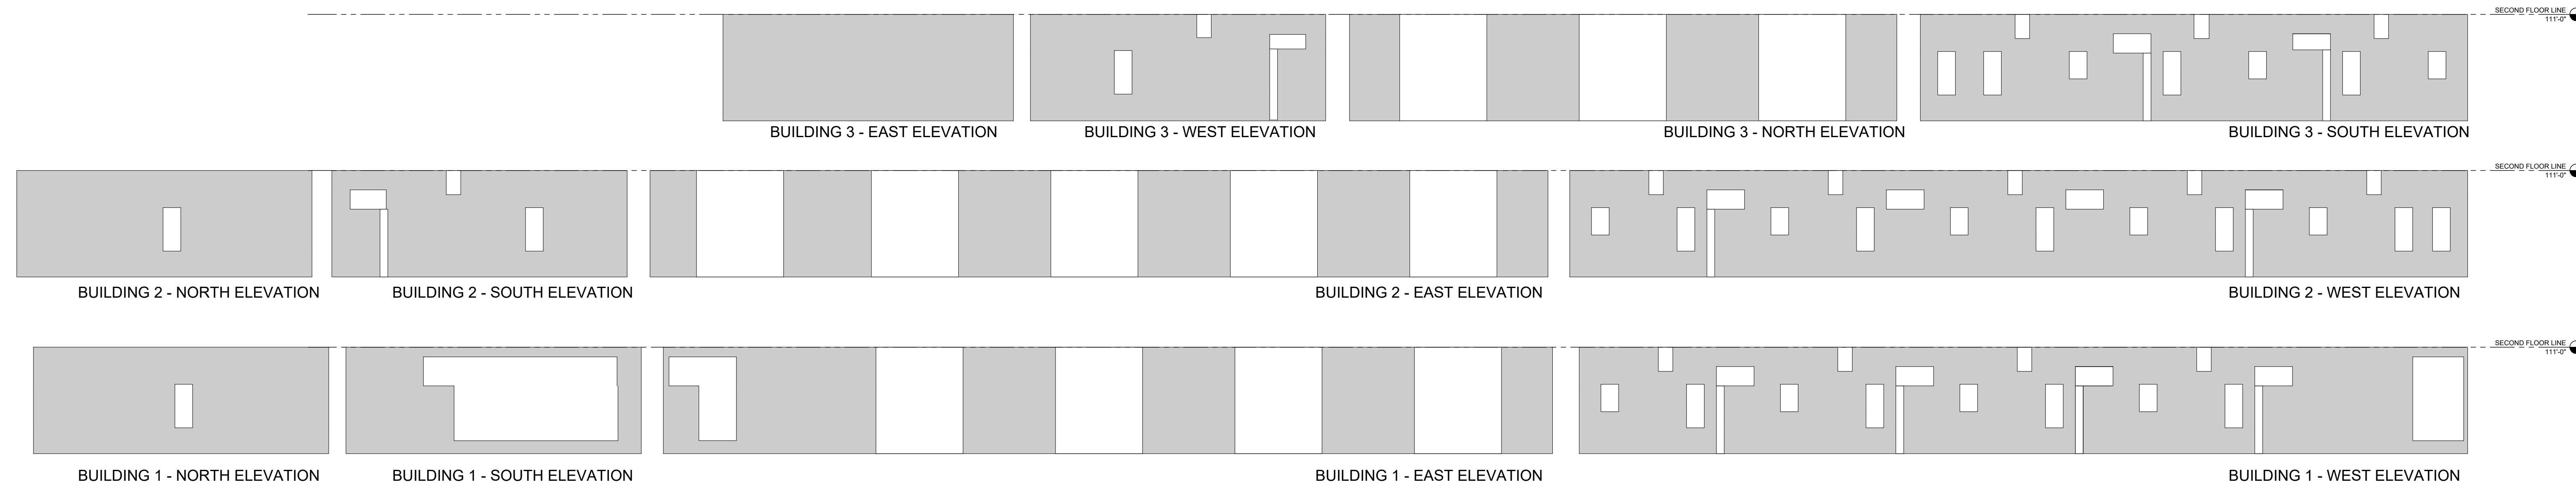 SECOND FLOOR LINE
111'-0"
BUILDING 3 - EAST ELEVATION
BUILDING 3 - WEST ELEVATION
BUILDING 3 - NORTH ELEVATION
BUILDING 3 - SOUTH ELEVATION
SECOND FLOOR LINE
111'-0"
BUILDING 2 - NORTH ELEVATION
BUILDING 2 - SOUTH ELEVATION
BUILDING 2 - EAST ELEVATION
BUILDING 2 - WEST ELEVATION
SECOND FLOOR LINE
111'-0"
BUILDING 1 - NORTH ELEVATION
BUILDING 1 - SOUTH ELEVATION
BUILDING 1 - EAST ELEVATION
BUILDING 1 - WEST ELEVATION